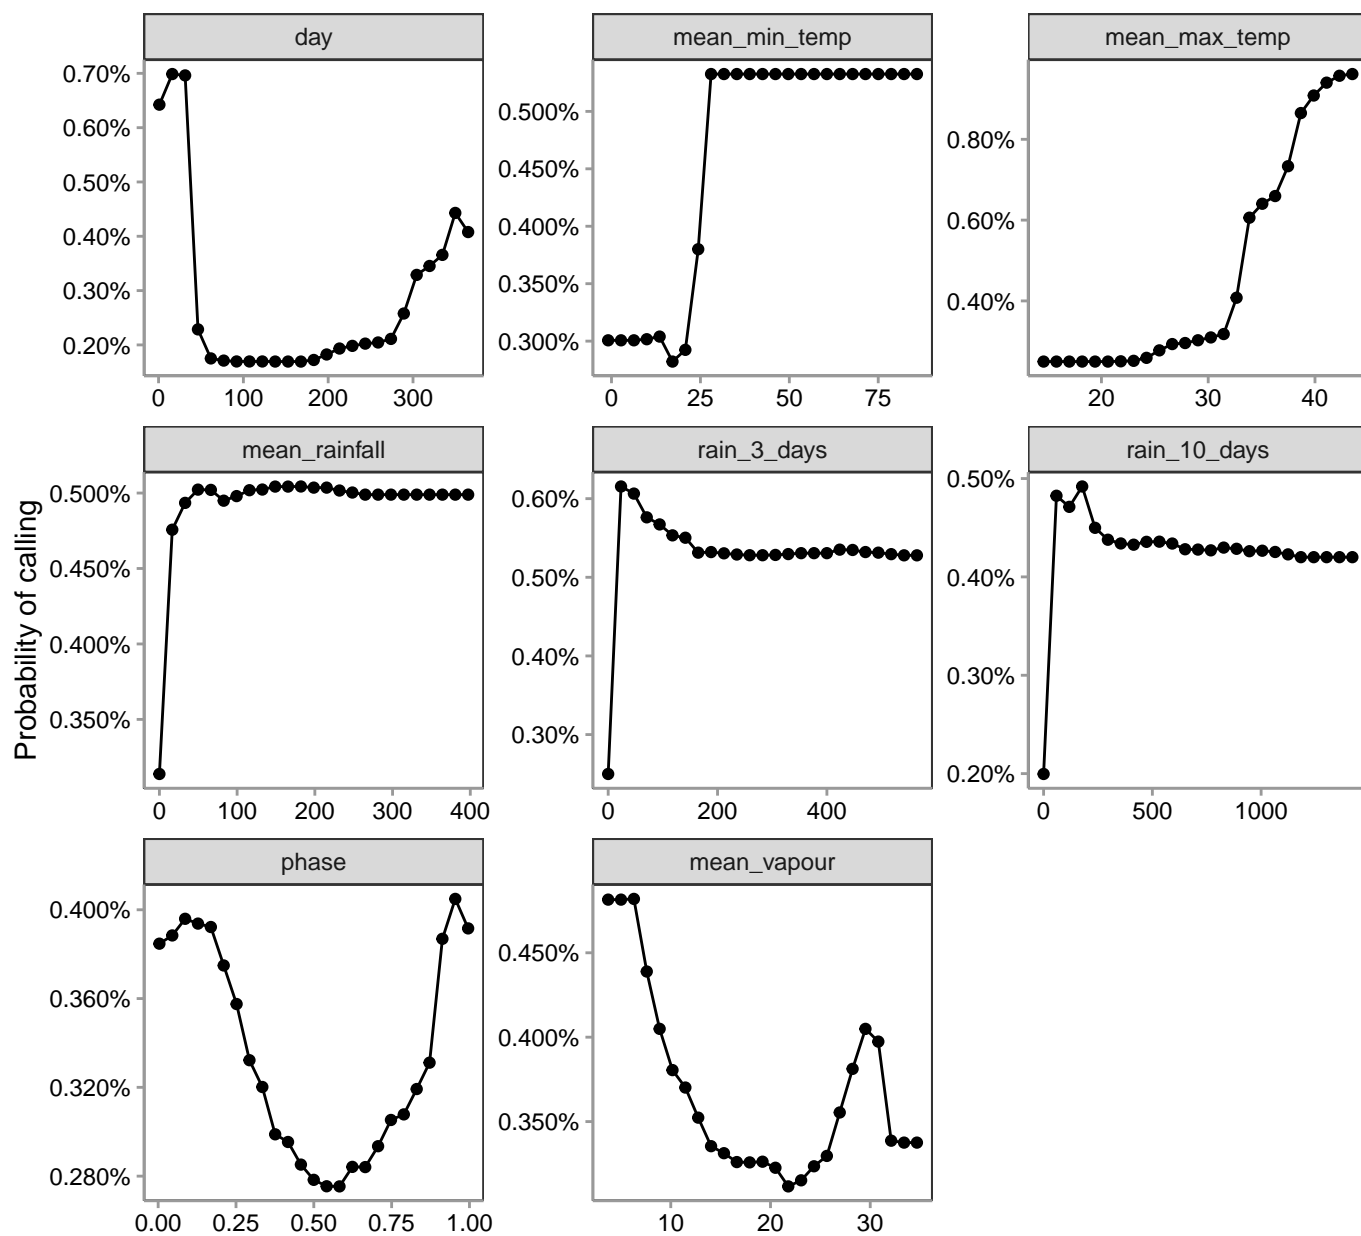 day
0.70%
0.60%
0.50%
0.40%
0.30%
0.20%
0 100 200 300
mean_min_temp
0.500%
0.450%
0.400%
0.350%
0.300%
0 25 50 75
mean_max_temp
0.80%
0.60%
0.40%
20 30 40
Probability of calling
mean_rainfall
0.500%
0.450%
0.400%
0.350%
0 100 200 300 400
rain_3_days
0.60%
0.50%
0.40%
0.30%
0 200 400
rain_10_days
0.50%
0.40%
0.30%
0.20%
0 500 1000
phase
0.400%
0.360%
0.320%
0.280%
0.00 0.25 0.50 0.75 1.00
mean_vapour
0.450%
0.400%
0.350%
10 20 30